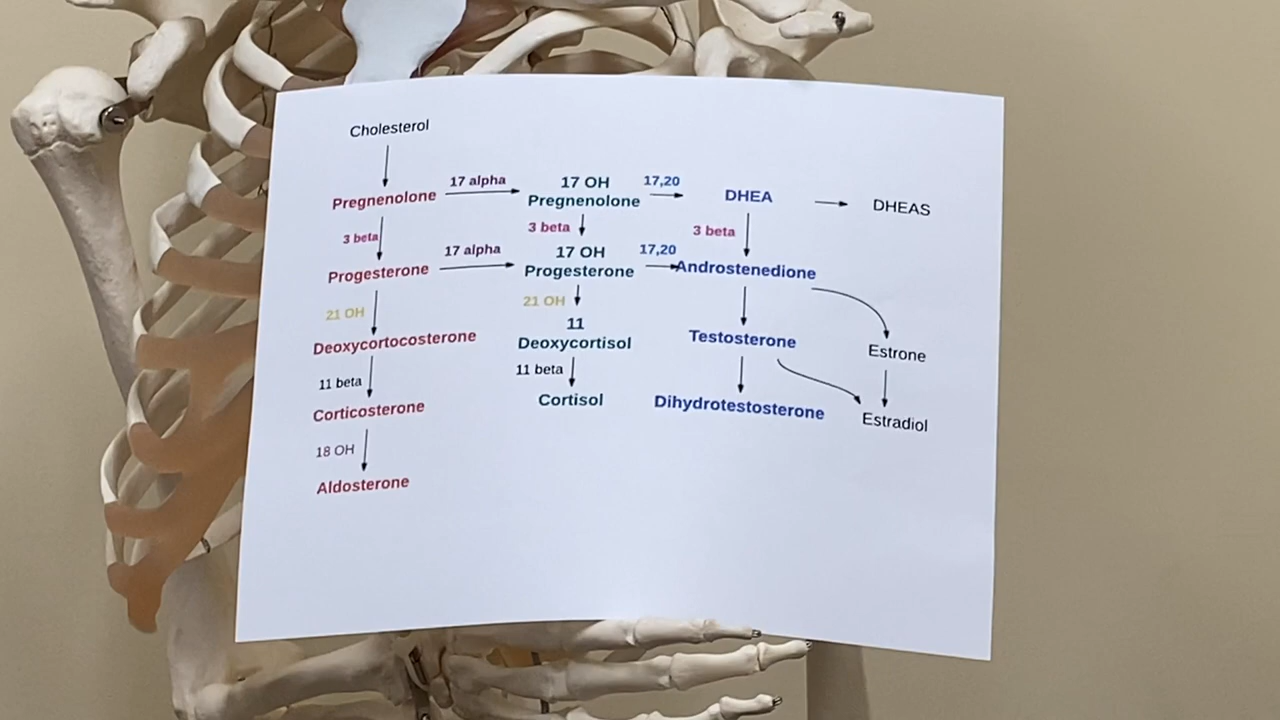 Cholesterol
Pregnenolone
17 alpha
17 OH
Pregnenolone
17,20
DHEA
DHEAS
3 beta
3 beta
3 beta
Progesterone
17 alpha
17 OH
Progesterone
17,20
Androstenedione
21 OH
21 OH
Deoxycortocosterone
11
Deoxycortisol
Testosterone
Estrone
11 beta
11 beta
Corticosterone
Cortisol
Dihydrotestosterone
Estradiol
18 OH
Aldosterone